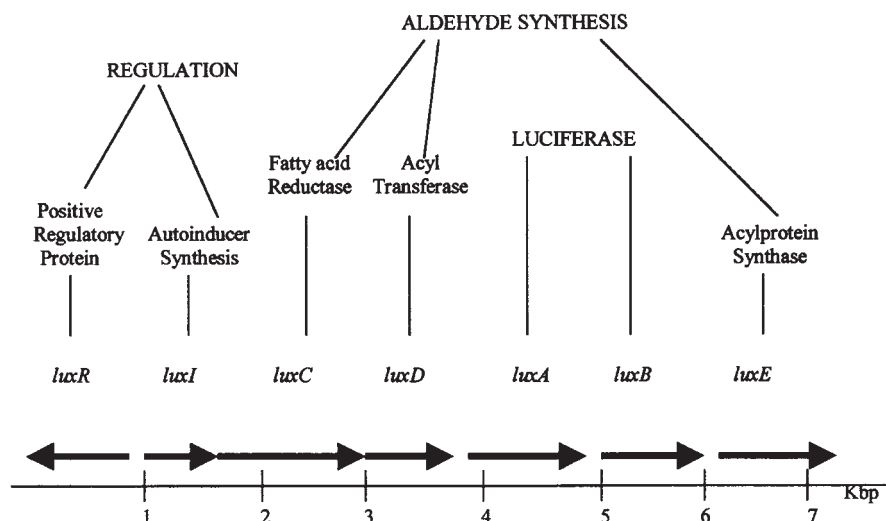 ALDEHYDE SYNTHESIS
REGULATION
LUCIFERASE
Fatty acid
Reductase
Acyl
Transferase
Positive
Regulatory
Protein
Autoinducer
Synthesis
Acylprotein
Synthase
luxR luxI luxC luxD luxA luxB luxE
Kbp
1 2 3 4 5 6 7